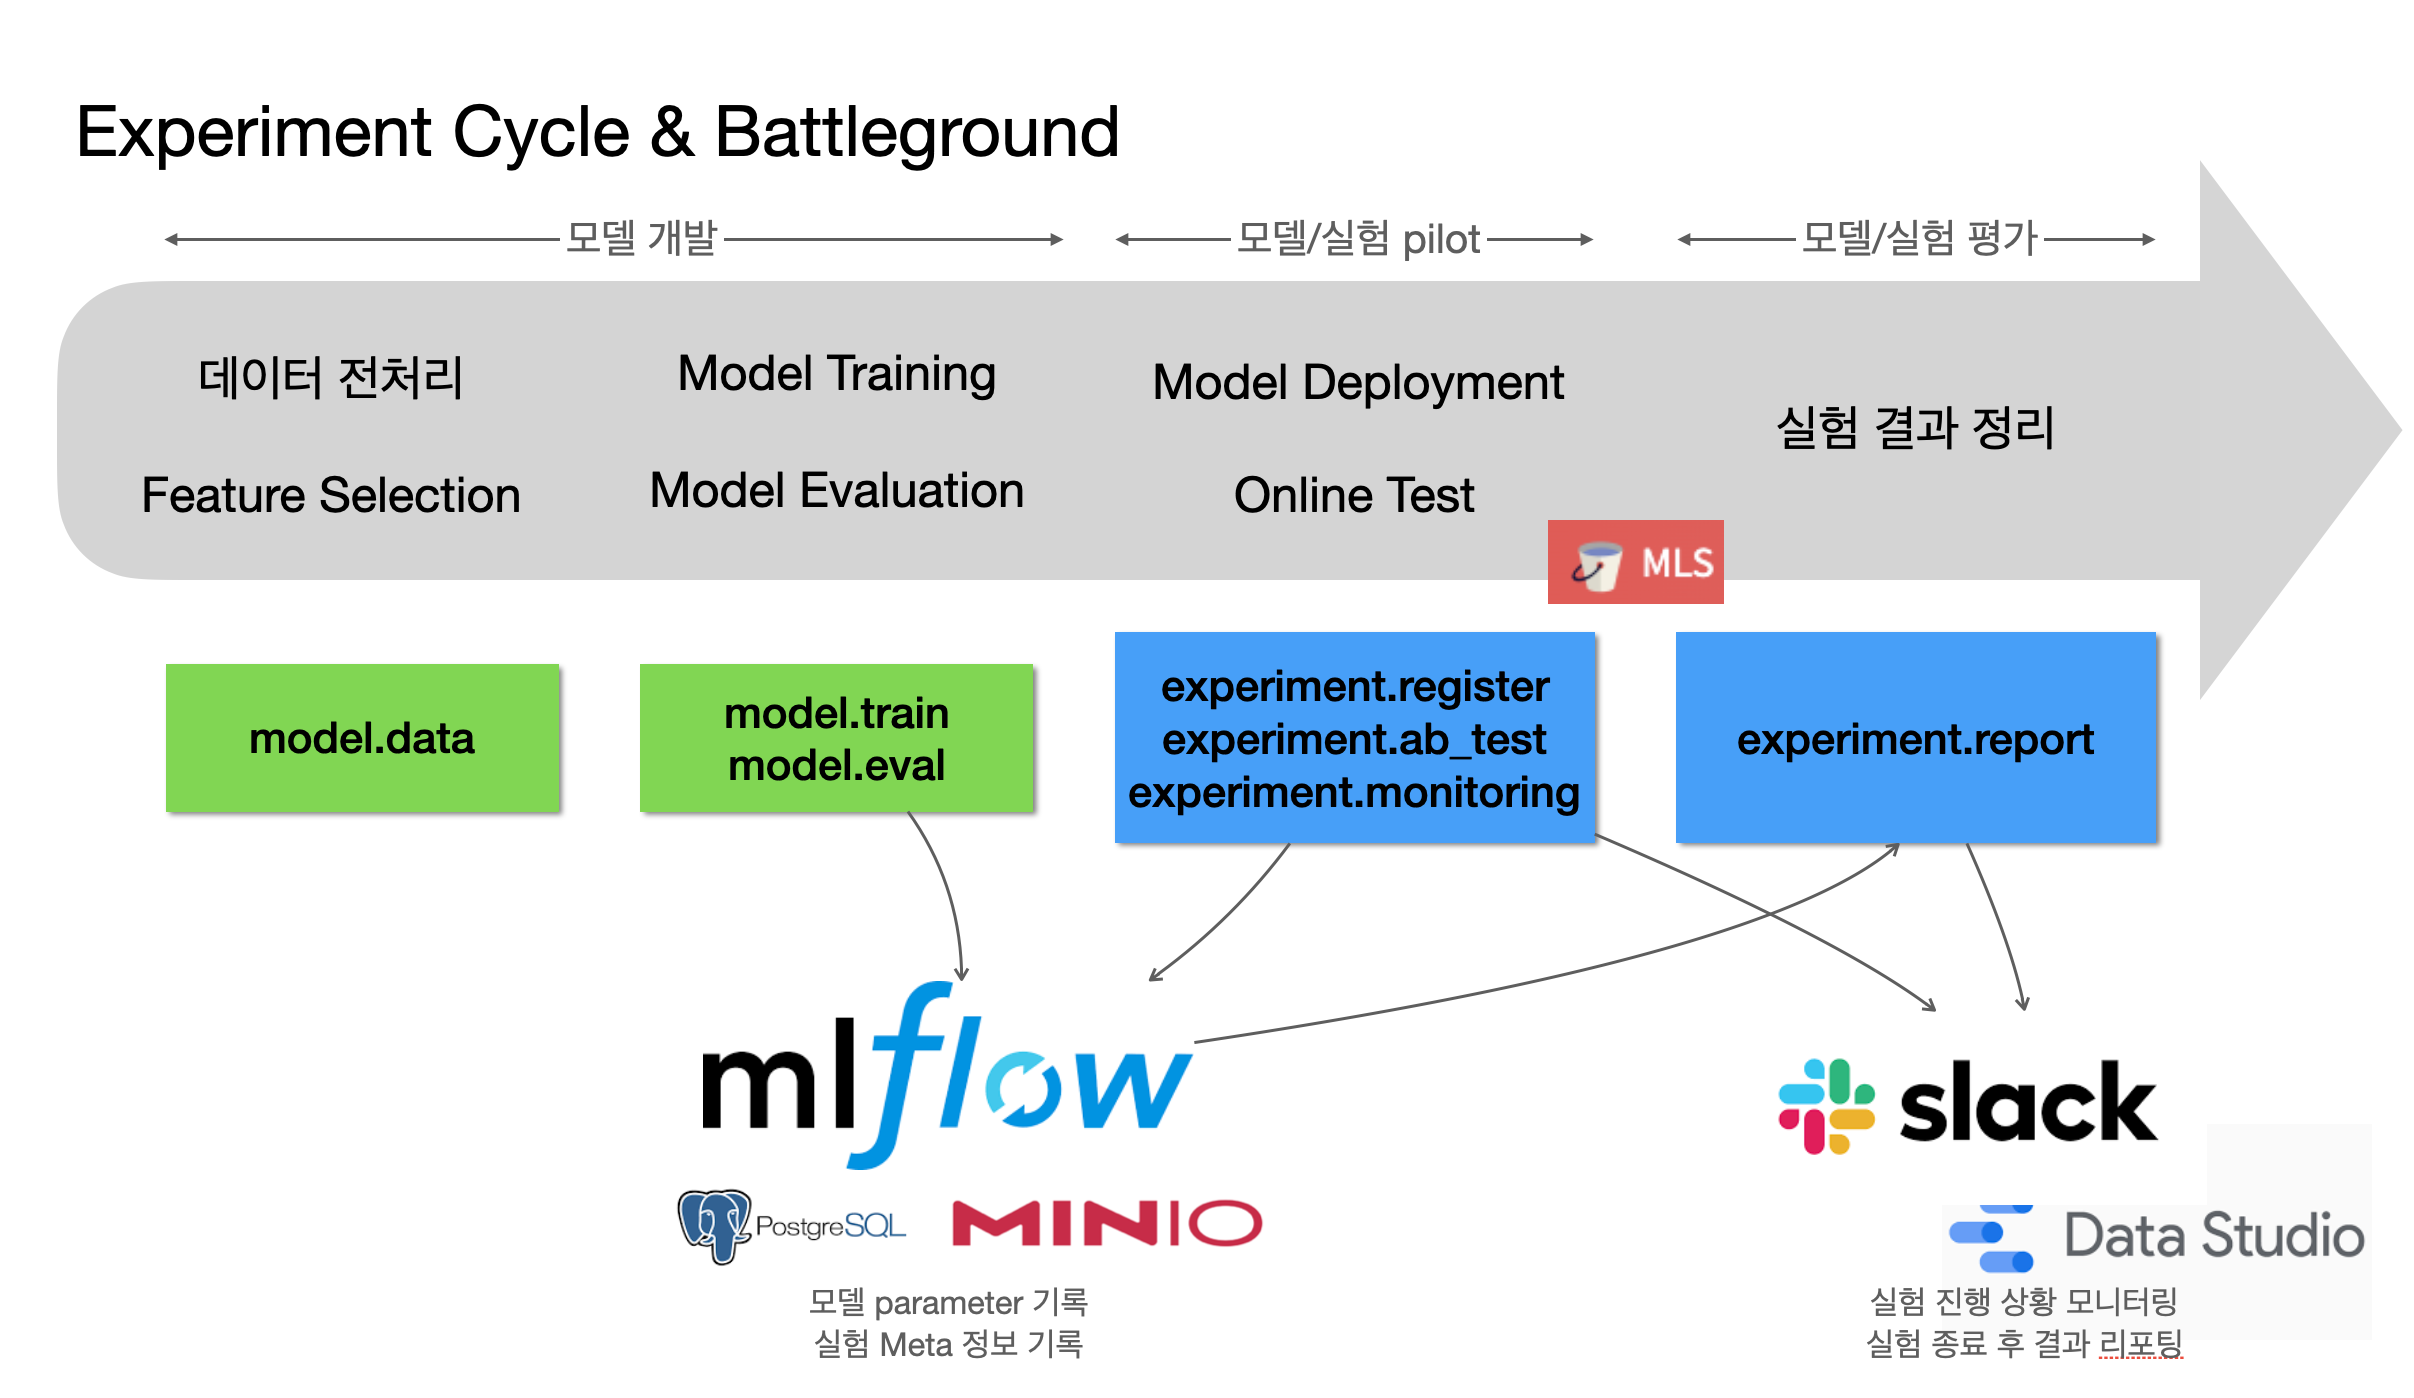 Experiment Cycle & Battleground
모델 개발
모델/실험 pilot
모델/실험 평가
데이터 전처리
Feature Selection
Model Training
Model Evaluation
Model Deployment
Online Test
실험 결과 정리
MLS
model.data
model.train
model.eval
experiment.register
experiment.ab_test
experiment.monitoring
experiment.report
mlflow
PostgreSQL
MINIO
모델 parameter 기록
실험 Meta 정보 기록
slack
Data Studio
실험 진행 상황 모니터링
실험 종료 후 결과 리포팅